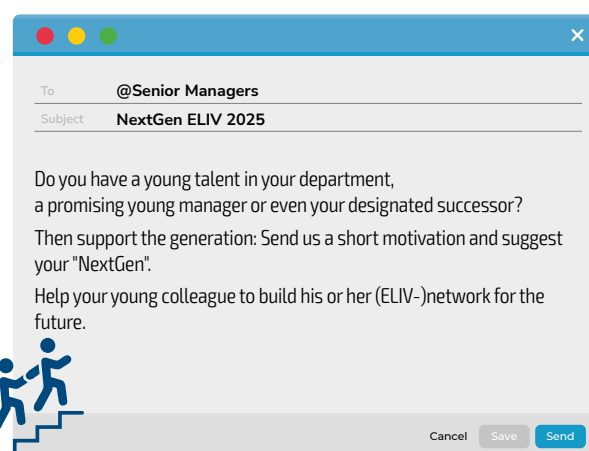 To @Senior Managers
Subject NextGen ELIV 2025
Do you have a young talent in your department,
a promising young manager or even your designated successor?
Then support the generation: Send us a short motivation and suggest
your "NextGen".
Help your young colleague to build his or her (ELIV-)network for the
future.
Cancel Save Send